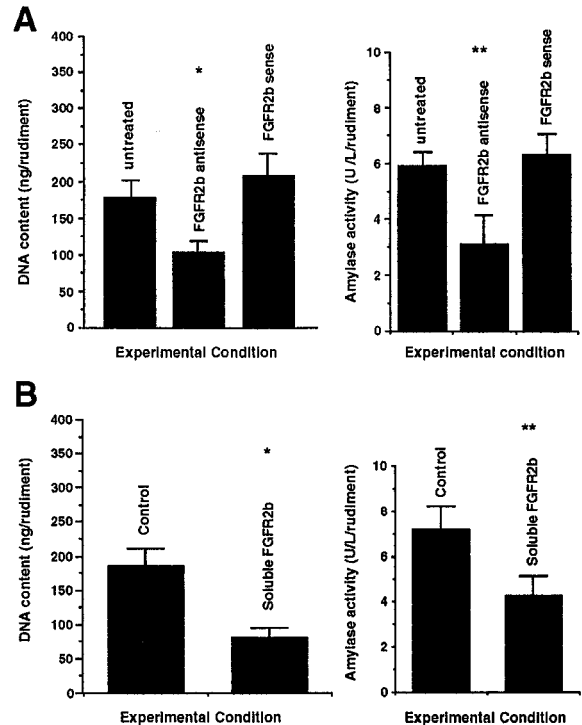 A
DNA content (ng/rudiment)
400
350
300
250
200
150
100
50
0
untreated
*
FGFR2b antisense
FGFR2b sense
Experimental Condition
Amylase activity (U /L/rudiment)
10
8
6
4
2
0
untreated
**
FGFR2b antisense
FGFR2b sense
Experimental condition
B
DNA content (ng/rudiment)
400
350
300
250
200
150
100
50
0
Control
*
Soluble FGFR2b
Experimental Condition
Amylase activity (U/L/rudiment)
10
8
6
4
2
0
Control
**
Soluble FGFR2b
Experimental Condition